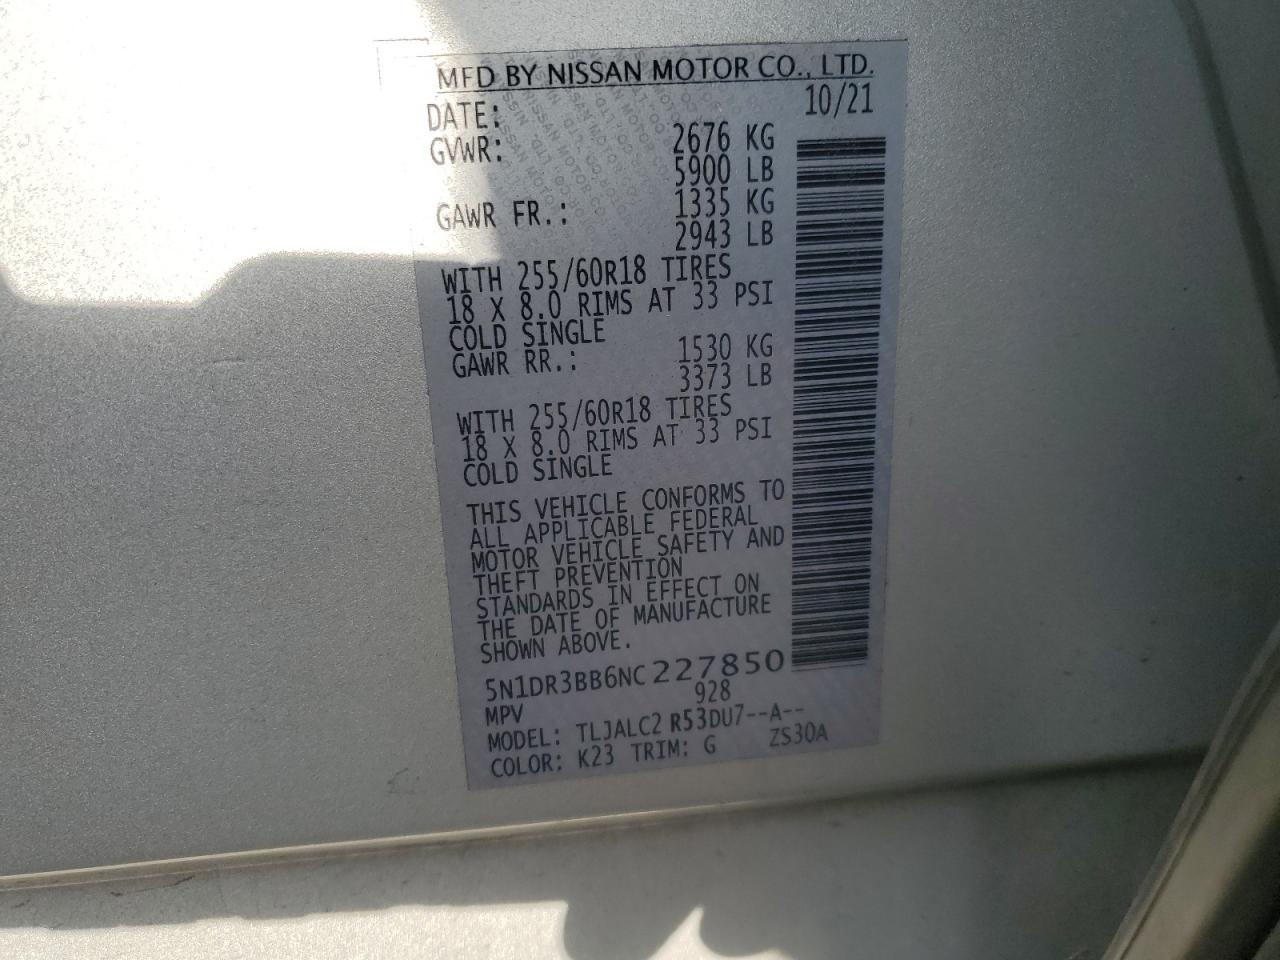 MFD BY NISSAN MOTOR CO., LTD.
DATE: 10/21
GVWR: 2676 KG
5900 LB
GAWR FR.: 1335 KG
2943 LB
WITH 255/60R18 TIRES
18 X 8.0 RIMS AT 33 PSI
COLD SINGLE
GAWR RR.: 1530 KG
3373 LB
WITH 255/60R18 TIRES
18 X 8.0 RIMS AT 33 PSI
COLD SINGLE
THIS VEHICLE CONFORMS TO
ALL APPLICABLE FEDERAL
MOTOR VEHICLE SAFETY AND
THEFT PREVENTION
STANDARDS IN EFFECT ON
THE DATE OF MANUFACTURE
SHOWN ABOVE.
5N1DR3BB6NC227850
MPV 928
MODEL: TLJALC2 R53DU7--A--
COLOR: K23 TRIM: G ZS30A